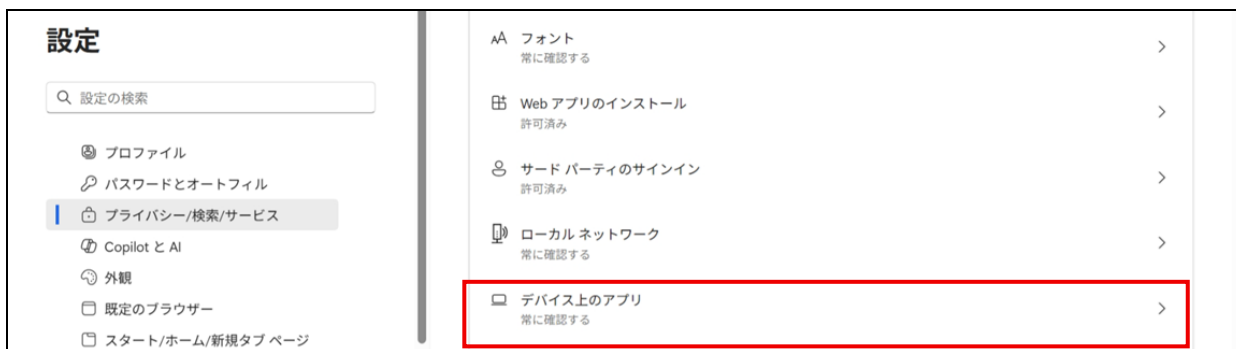 設定
設定の検索
プロファイル
パスワードとオートフィル
プライバシー/検索/サービス
Copilot と AI
外観
既定のブラウザー
スタート/ホーム/新規タブ ページ
フォント
常に確認する
Web アプリのインストール
許可済み
サード パーティのサインイン
許可済み
ローカル ネットワーク
常に確認する
デバイス上のアプリ
常に確認する